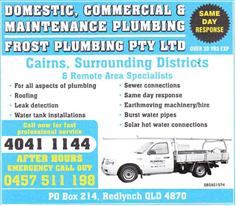 DOMESTIC, COMMERCIAL &
MAINTENANCE PLUMBING
FROST PLUMBING PTY LTD
SAME
DAY
RESPONSE
OVER 30 YRS EXP
Cairns, Surrounding Districts
& Remote Area Specialists
• For all aspects of plumbing
• Roofing
• Leak detection
• Water tank installations
• Sewer connections
• Same day response
• Earthmoving machinery/hire
• Burst water pipes
• Solar hot water connections
Call now for fast
professional service
4041 1144
AFTER HOURS
EMERGENCY CALL OUT
0457 511 198
PO Box 214, Redlynch QLD 4870